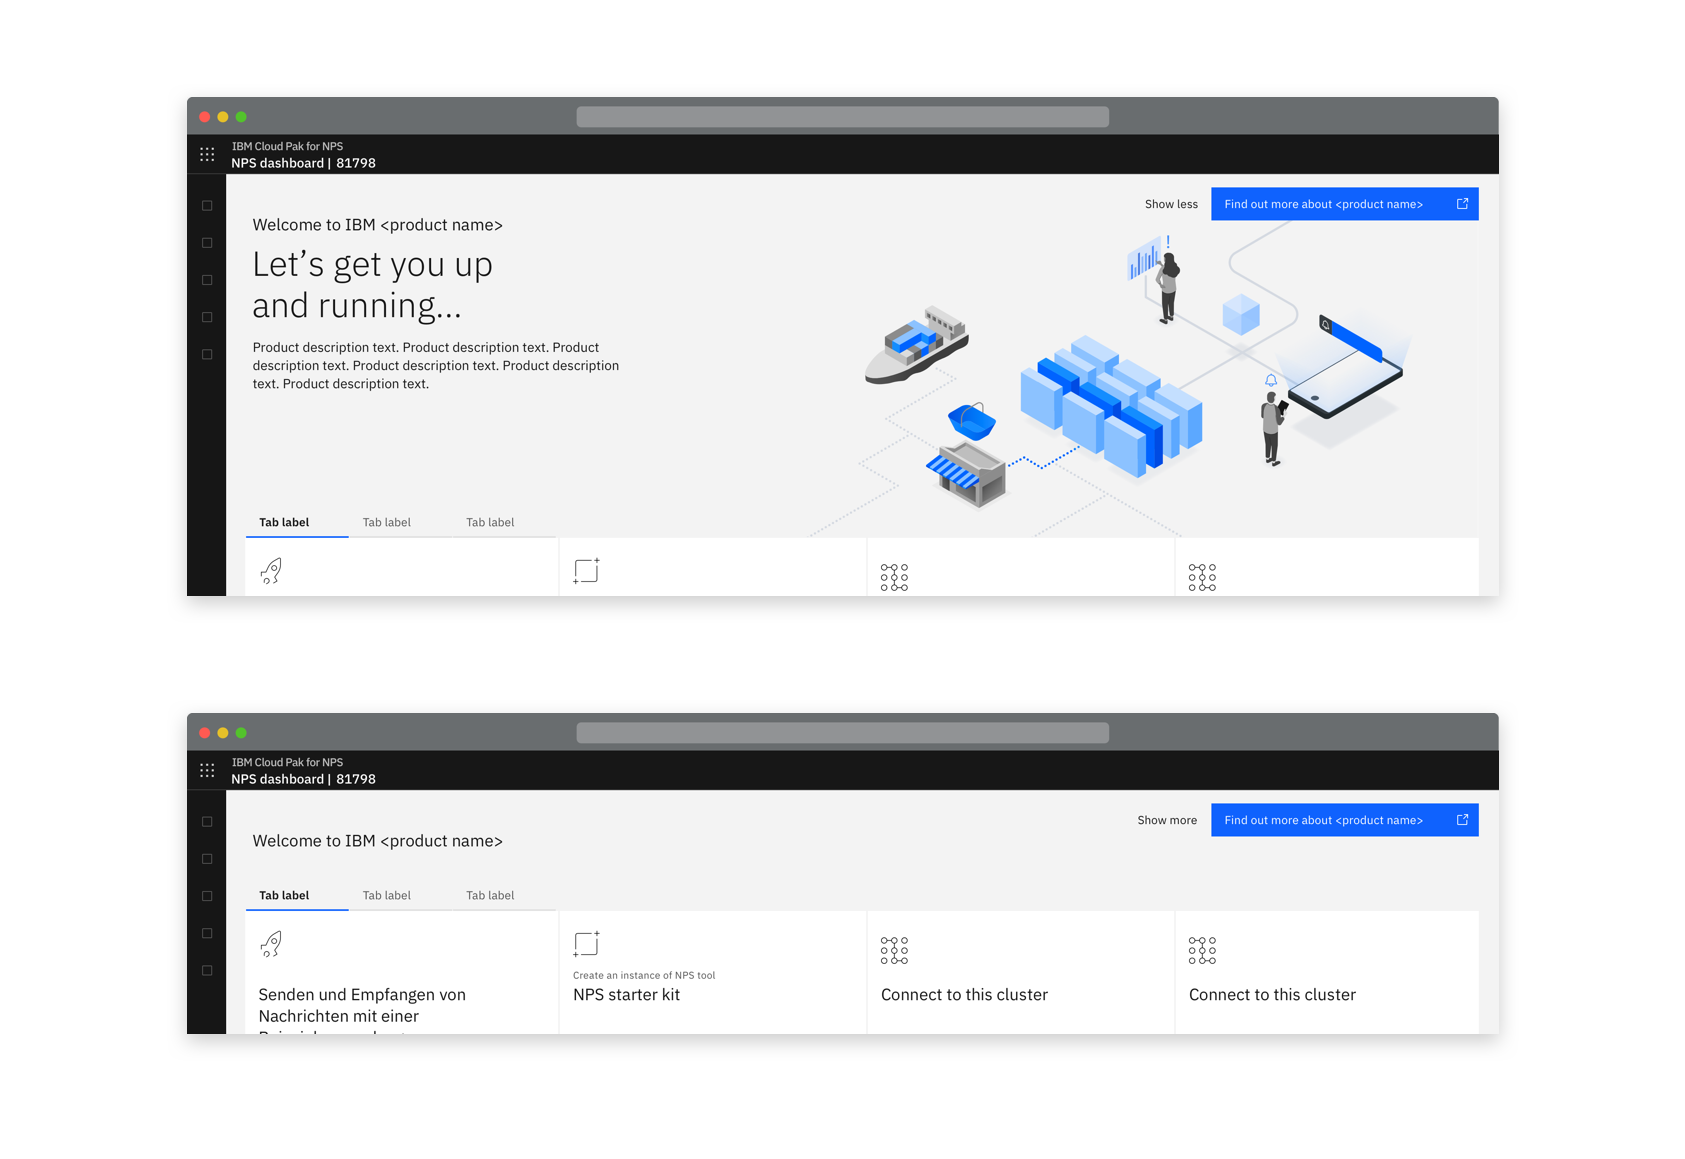 IBM Cloud Pak for NPS
NPS dashboard | 81798
Show less
Find out more about <product name>
Welcome to IBM <product name>
Let’s get you up
and running...
Product description text. Product description text. Product
description text. Product description text. Product description
text. Product description text.
!
Tab label
Tab label
Tab label
IBM Cloud Pak for NPS
NPS dashboard | 81798
Show more
Find out more about <product name>
Welcome to IBM <product name>
Tab label
Tab label
Tab label
Senden und Empfangen von
Nachrichten mit einer
Create an instance of NPS tool
NPS starter kit
Connect to this cluster
Connect to this cluster